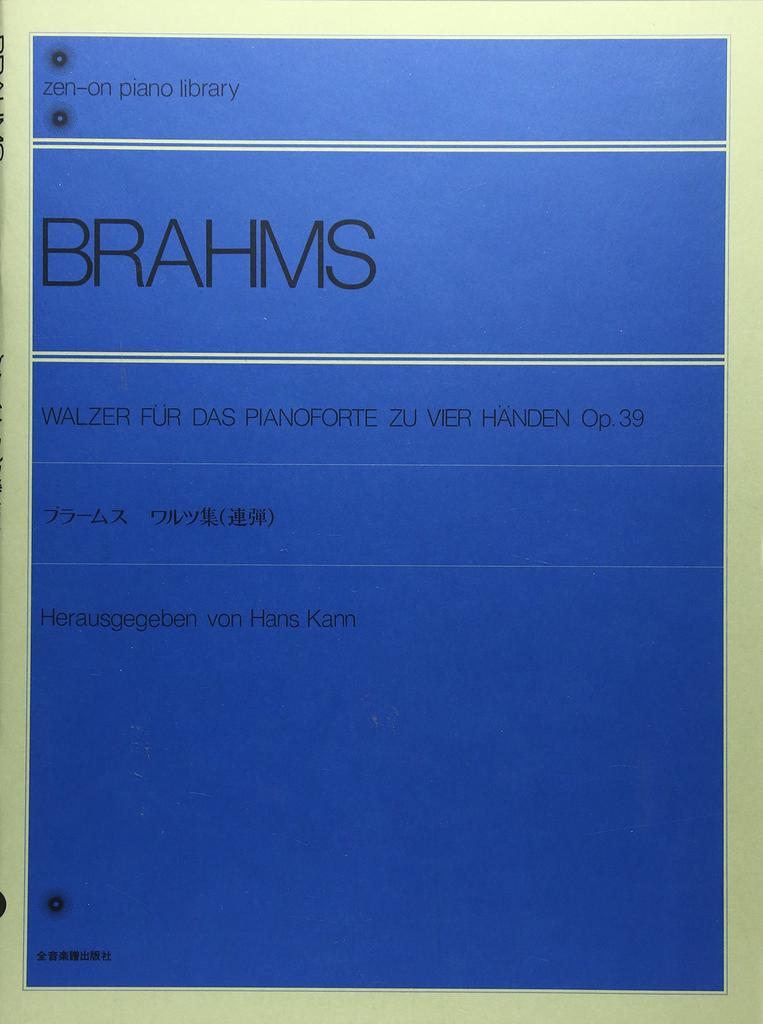 zen-on piano library
BRAHMS
WALZER FÜR DAS PIANOFORTE ZU VIER HÄNDEN Op.39
ブラームス ワルツ集(連弾)
Herausgegeben von Hans Kann
全音楽譜出版社